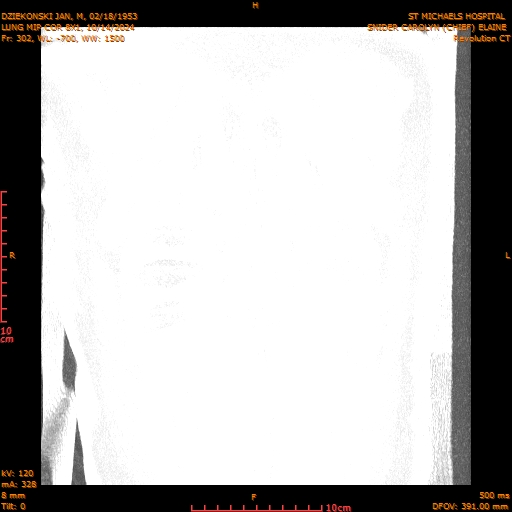 H
DZIEKONSKI JAN, M, 02/18/1953
ST MICHAELS HOSPITAL
LUNG MIP COR 8X1, 10/14/2024
SNIDER CAROLYN (CHIEF) ELAINE
Fr: 302, WL: -700, WW: 1500
Revolution CT
R
L
10
cm
kV: 120
mA: 328
8 mm
Tilt: 0
F
10cm
500 ms
DFOV: 391.00 mm